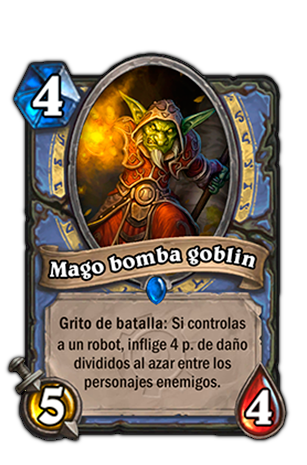 4
Mago bomba goblin
Grito de batalla: Si controlas
a un robot, inflige 4 p. de daño
divididos al azar entre los
personajes enemigos.
5
4